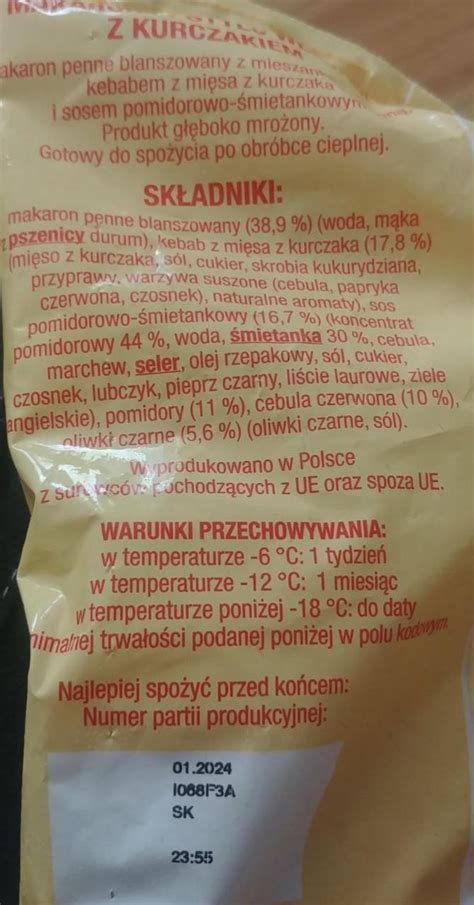 Z KURCZAKIEM
makaron penne blanszowany z
kebabem z mięsa z kurczaka
i sosem pomidorowo-śmietankowym
Produkt głęboko mrożony.
Gotowy do spożycia po obróbce cieplnej.
SKŁADNIKI:
makaron penne blanszowany (38,9 %) (woda, mąka
z pszenicy durum), kebab z mięsa z kurczaka (17,8 %)
(mięso z kurczaka, sól, cukier, skrobia kukurydziana,
przyprawy, warzywa suszone (cebula, papryka
czerwona, czosnek), naturalne aromaty), sos
pomidorowo-śmietankowy (16,7 %) (koncentrat
pomidorowy 44 %, woda, śmietanka 30 %, cebula,
marchew, seler, olej rzepakowy, sól, cukier,
czosnek, lubczyk, pieprz czarny, liście laurowe, ziele
angielskie), pomidory (11 %), cebula czerwona (10 %),
oliwki czarne (5,6 %) (oliwki czarne, sól).
Wyprodukowano w Polsce
z surowców pochodzących z UE oraz spoza UE.
WARUNKI PRZECHOWYWANIA:
w temperaturze -6 °C: 1 tydzień
w temperaturze -12 °C: 1 miesiąc
w temperaturze poniżej -18 °C: do daty
minimalnej trwałości podanej poniżej w polu kodowym.
Najlepiej spożyć przed końcem:
Numer partii produkcyjnej:
01.2024
I068F3A
SK
23:55